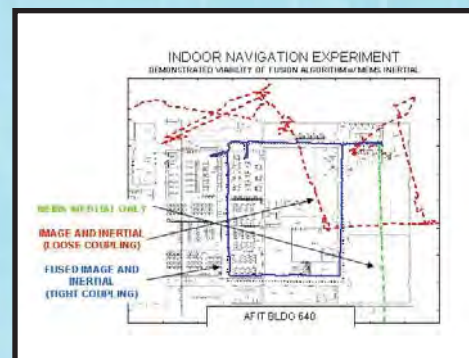 INDOOR NAVIGATION EXPERIMENT
DEMONSTRATED VIABILITY OF FUSION ALGORITHM w/ MEMS INERTIAL
MEMS INERTIAL ONLY
IMAGE AND INERTIAL
(LOOSE COUPLING)
FUSED IMAGE AND
INERTIAL
(TIGHT COUPLING)
AFIT BLDG 640